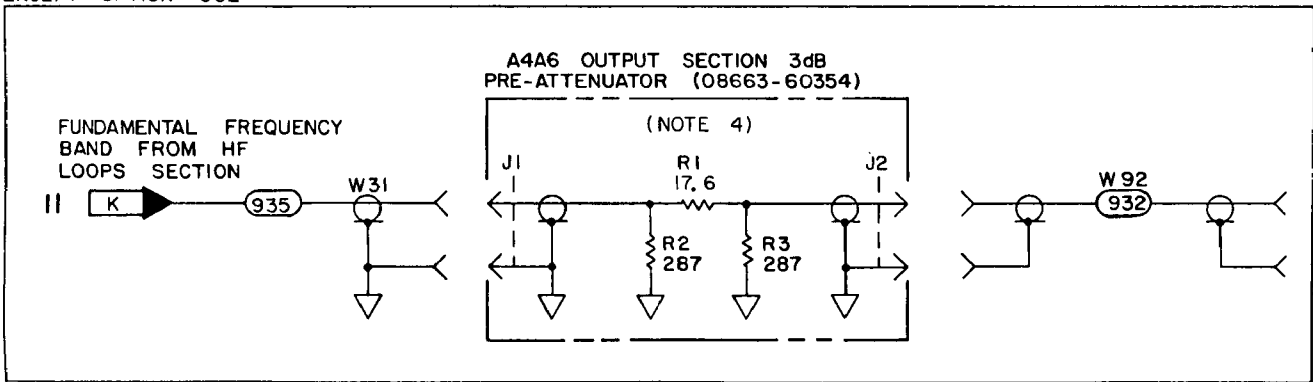 A4A6 OUTPUT SECTION 3dB
PRE-ATTENUATOR (08663-60354)
(NOTE 4)
FUNDAMENTAL FREQUENCY
BAND FROM HF
LOOPS SECTION
11 K 935 W31
J1
R1
17.6
J2
R2
287
R3
287
W92
932